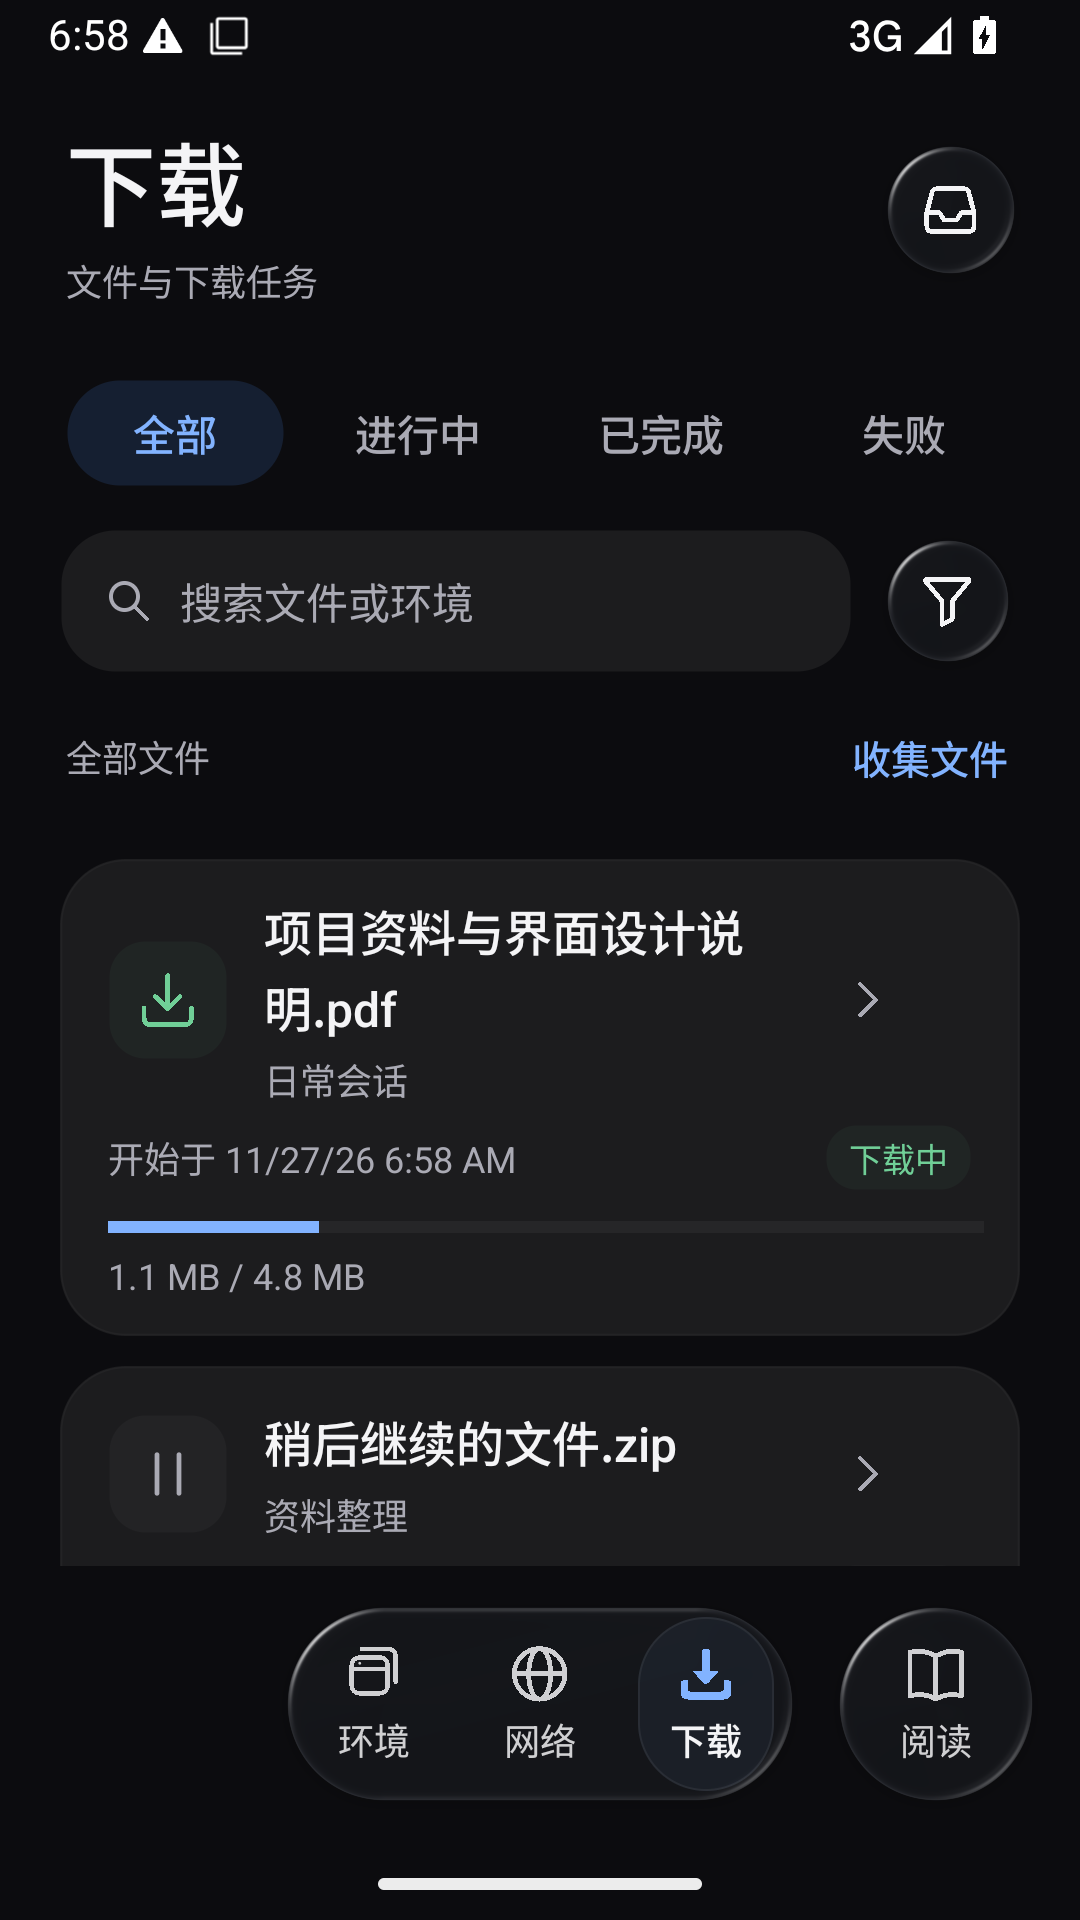 6:58
3G
下载
文件与下载任务
全部
进行中
已完成
失败
搜索文件或环境
全部文件
收集文件
项目资料与界面设计说
明.pdf
日常会话
开始于 11/27/26 6:58 AM
下载中
1.1 MB / 4.8 MB
稍后继续的文件.zip
资料整理
环境
网络
下载
阅读